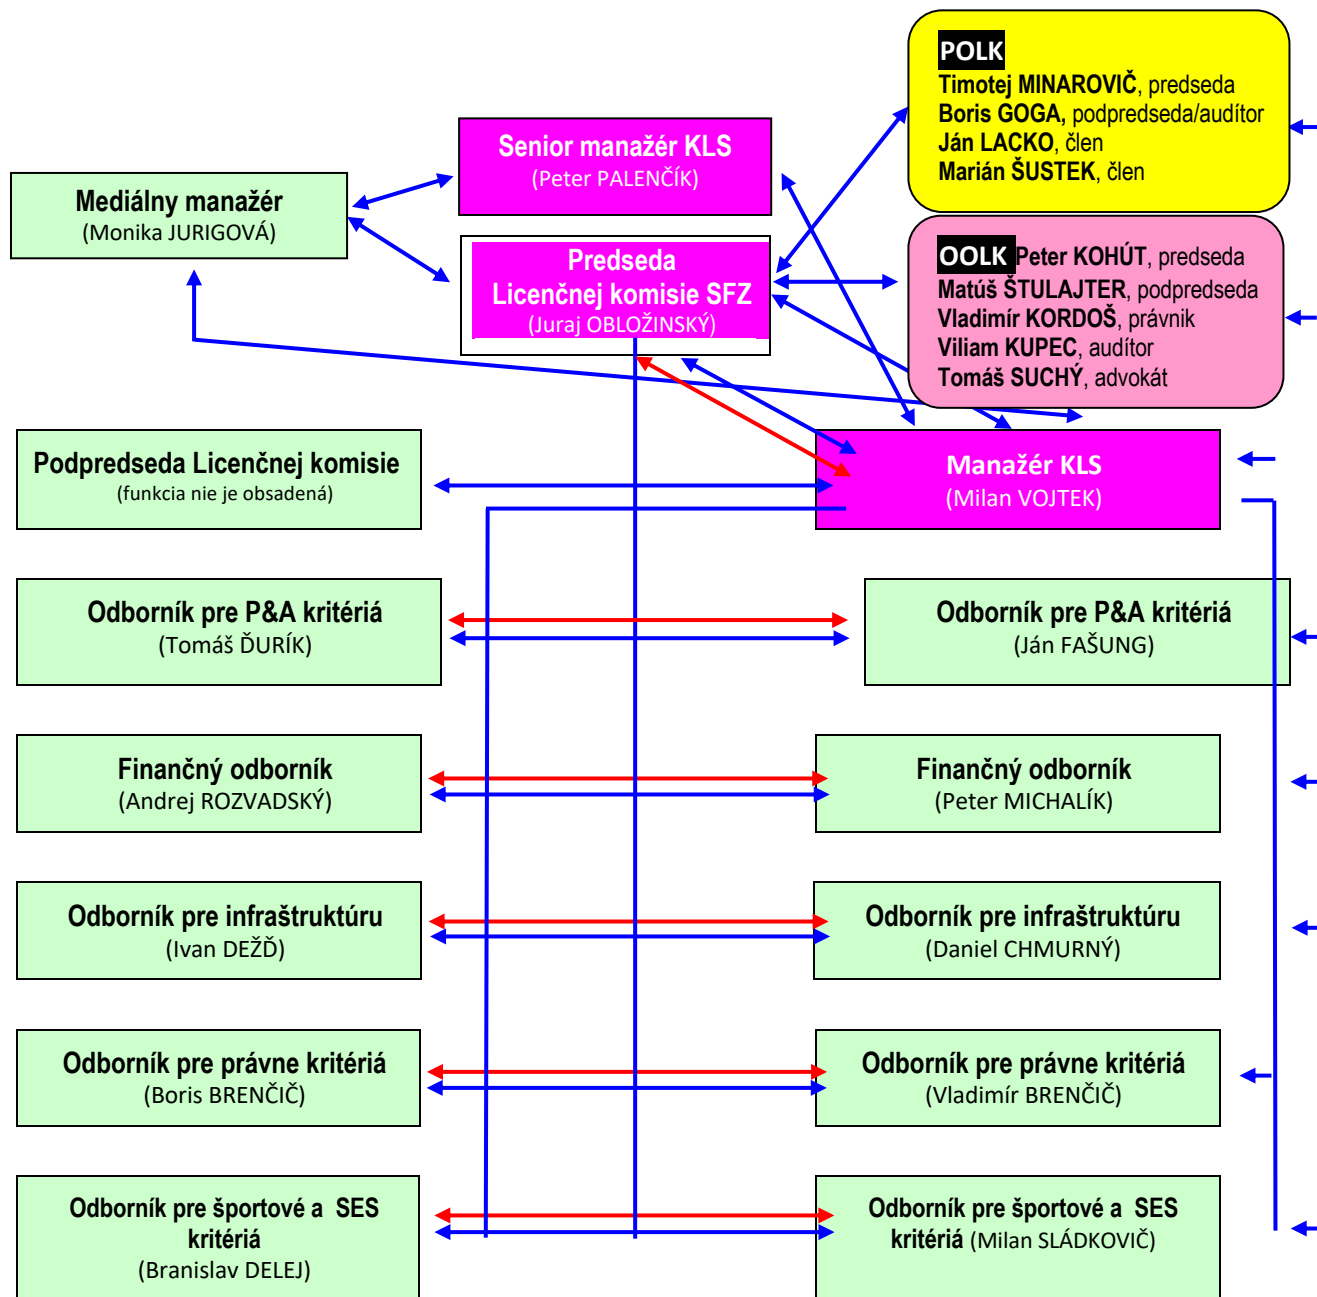 POLK
Timotej MINAROVIČ, predseda
Boris GOGA, podpredseda/audítor
Ján LACKO, člen
Marián ŠUSTEK, člen
Senior manažér KLS
(Peter PALENČÍK)
Mediálny manažér
(Monika JURIGOVÁ)
Predseda
Licenčnej komisie SFZ
(Juraj OBLOŽINSKÝ)
OOLK Peter KOHÚT, predseda
Matúš ŠTULAJTER, podpredseda
Vladimír KORDOŠ, právnik
Viliam KUPEC, audítor
Tomáš SUCHÝ, advokát
Podpredseda Licenčnej komisie
(funkcia nie je obsadená)
Manažér KLS
(Milan VOJTEK)
Odborník pre P&A kritériá
(Tomáš ĎURÍK)
Odborník pre P&A kritériá
(Ján FAŠUNG)
Finančný odborník
(Andrej ROZVADSKÝ)
Finančný odborník
(Peter MICHALÍK)
Odborník pre infraštruktúru
(Ivan DEŽĎ)
Odborník pre infraštruktúru
(Daniel CHMURNÝ)
Odborník pre právne kritériá
(Boris BRENČIČ)
Odborník pre právne kritériá
(Vladimír BRENČIČ)
Odborník pre športové a SES
kritériá
(Branislav DELEJ)
Odborník pre športové a SES
kritériá (Milan SLÁDKOVIČ)